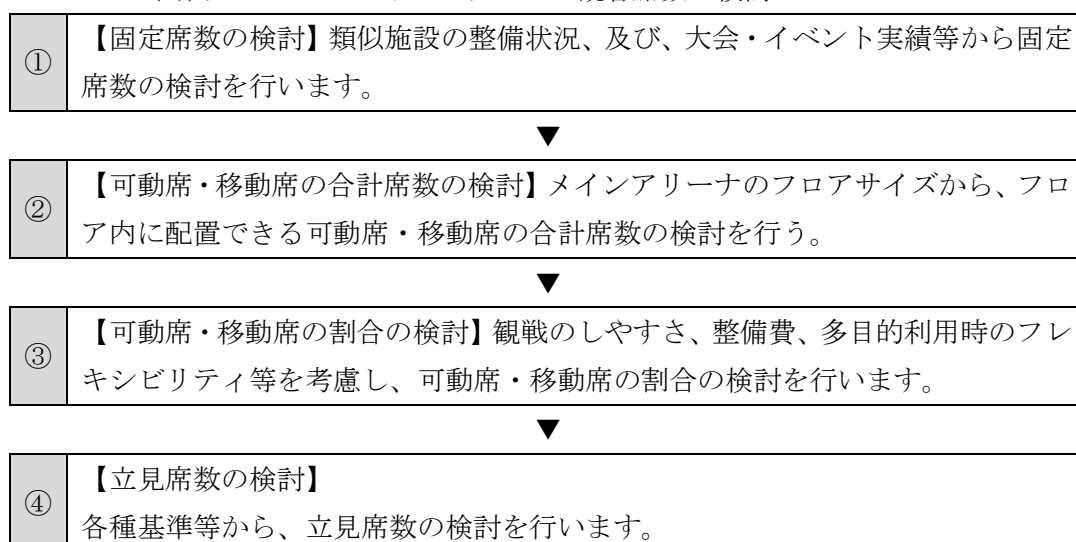 ①
【固定席数の検討】類似施設の整備状況、及び、大会・イベント実績等から固定
席数の検討を行います。
▼
②
【可動席・移動席の合計席数の検討】メインアリーナのフロアサイズから、フロ
ア内に配置できる可動席・移動席の合計席数の検討を行う。
▼
③
【可動席・移動席の割合の検討】観戦のしやすさ、整備費、多目的利用時のフレ
キシビリティ等を考慮し、可動席・移動席の割合の検討を行います。
▼
④
【立見席数の検討】
各種基準等から、立見席数の検討を行います。